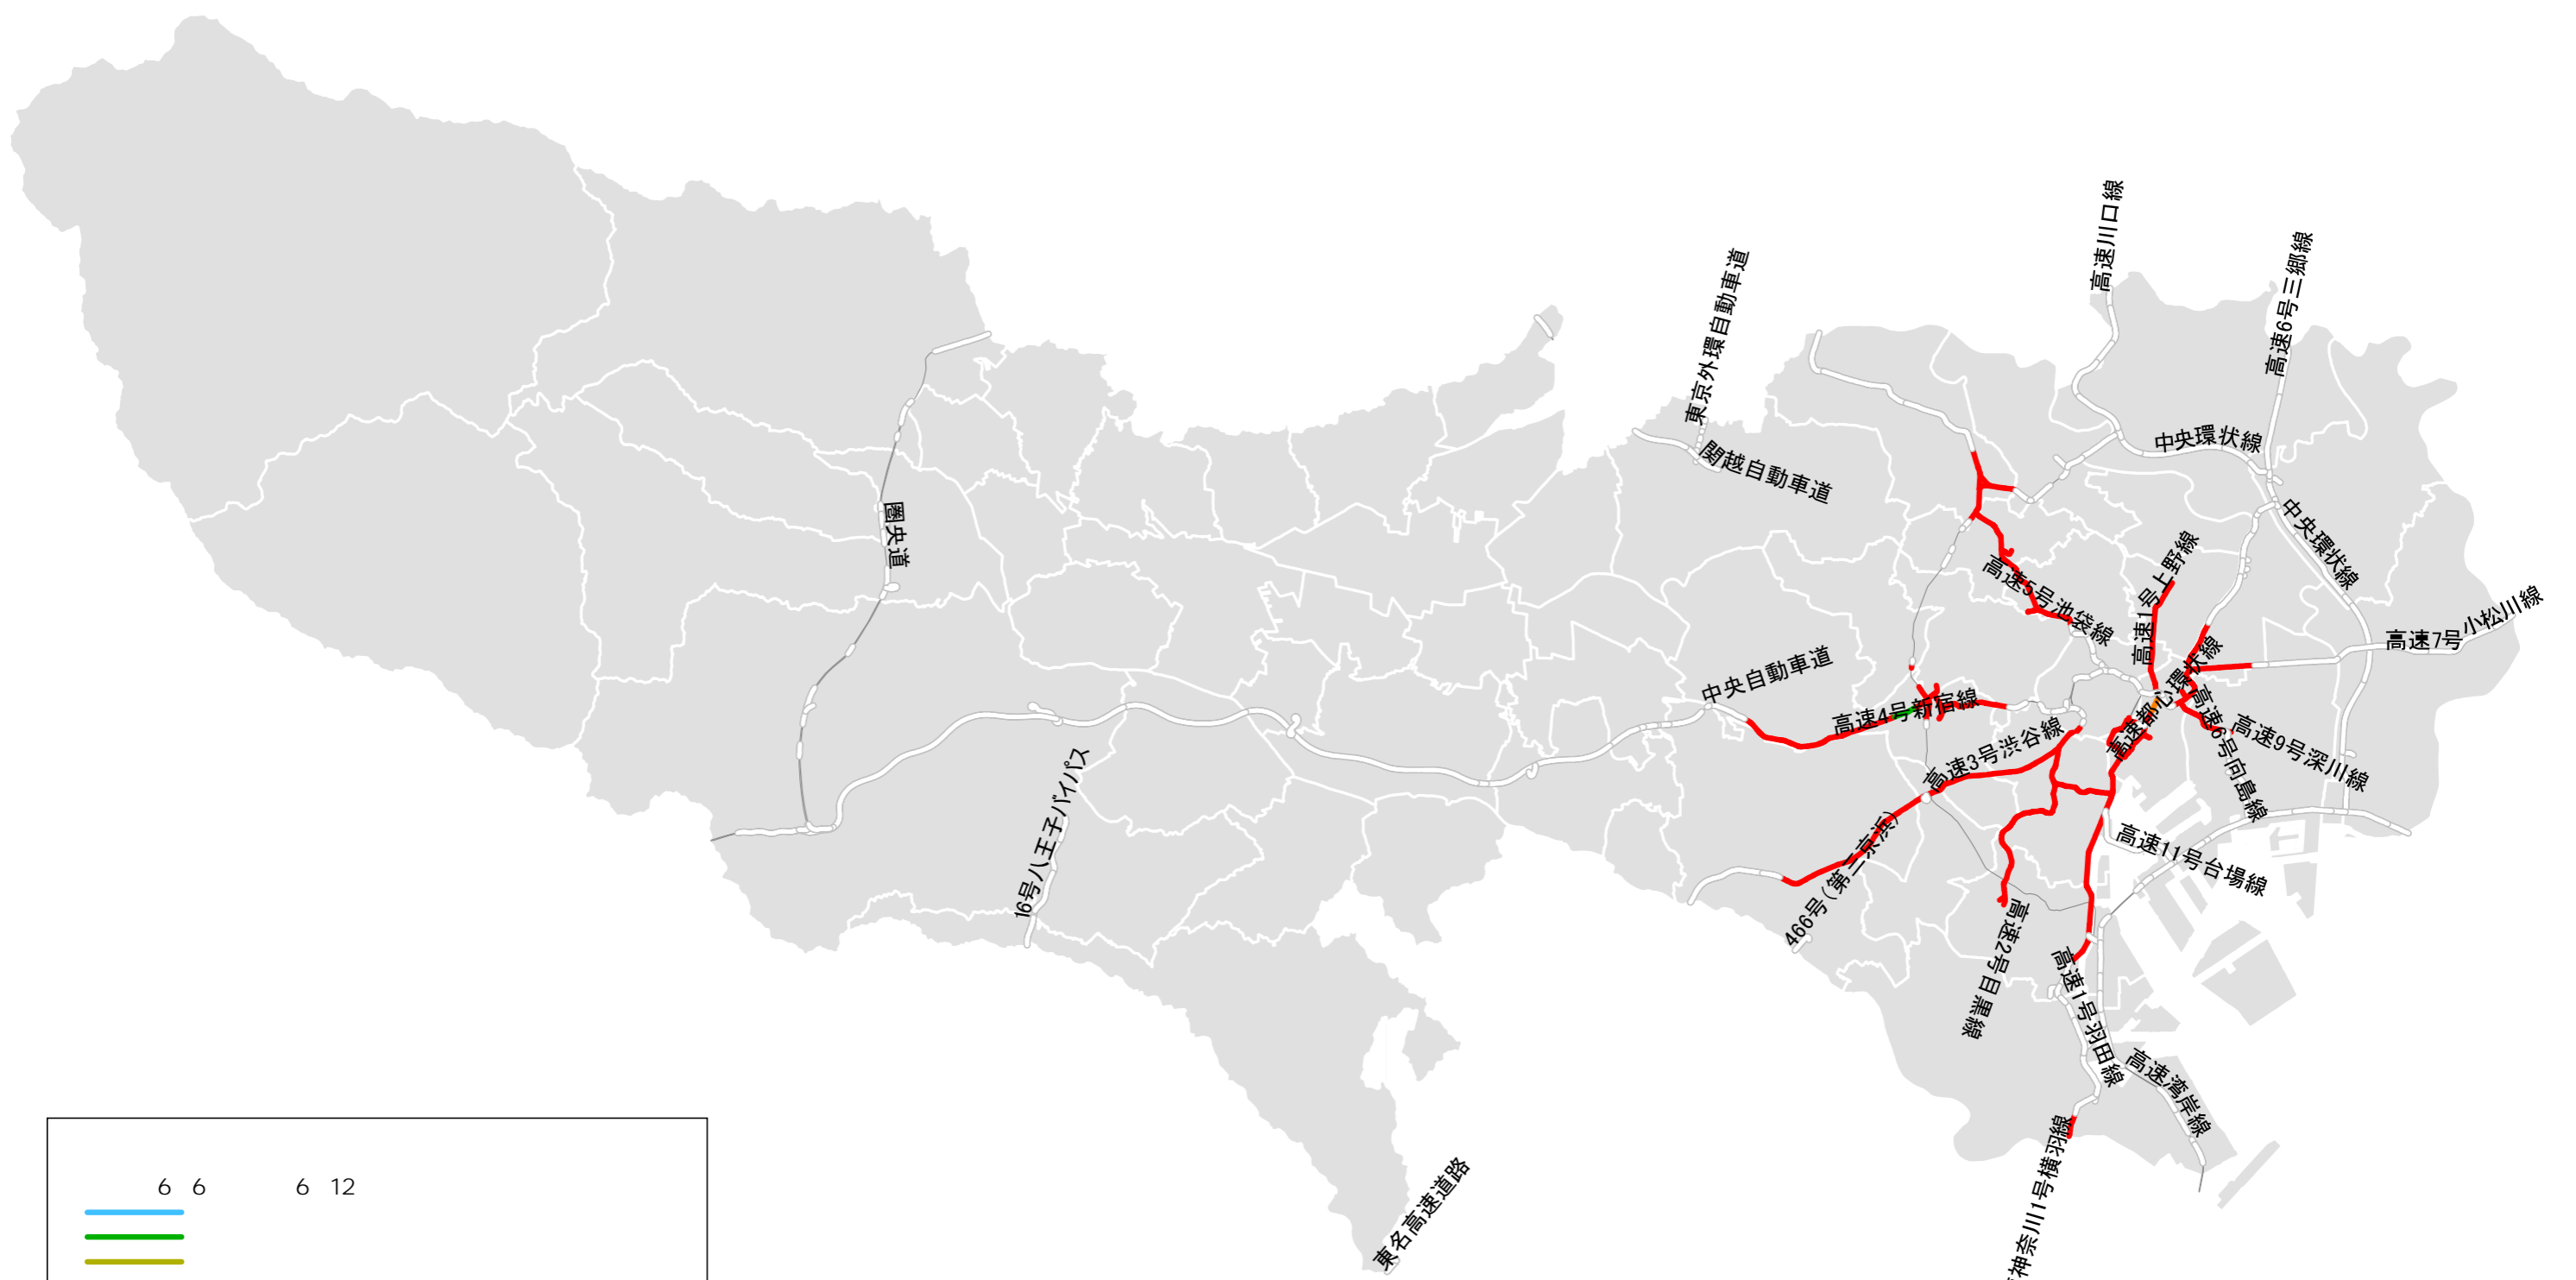 高速川口線
高速6号三郷線
東京外環自動車道
関越自動車道
中央環状線
中央環状線
圏央道
高速5号池袋線
高速1号上野線
小松川線
高速7号
中央自動車道
高速4号新宿線
高速都心環状線
高速3号渋谷線
高速6号向島線
高速9号深川線
16号八王子バイパス
466号(第三京浜)
高速11号台場線
高速2号目黒線
高速1号羽田線
高速湾岸線
神奈川1号横羽線
東名高速道路
6 6 6 12